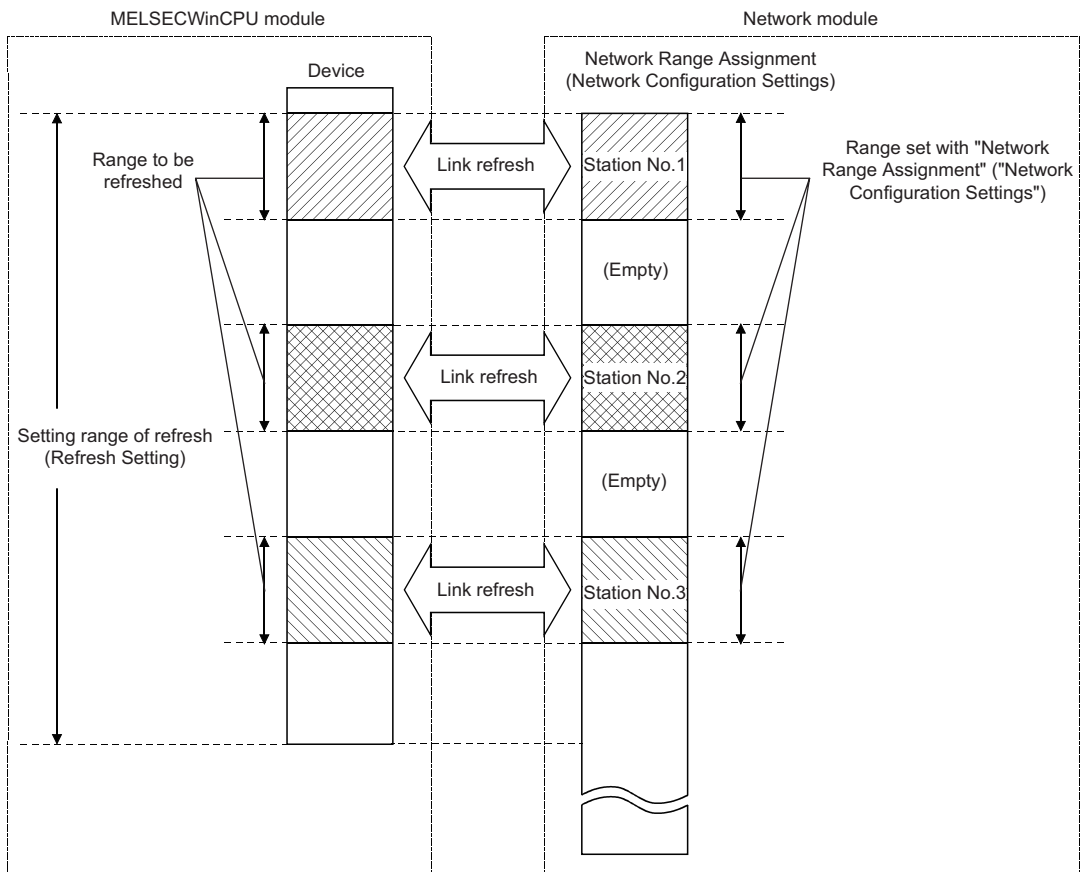 MELSECWinCPU module
Network module
Device
Network Range Assignment
(Network Configuration Settings)
Range to be
refreshed
Link refresh
Station No.1
Range set with "Network
Range Assignment" ("Network
Configuration Settings")
(Empty)
Link refresh
Station No.2
Setting range of refresh
(Refresh Setting)
(Empty)
Link refresh
Station No.3